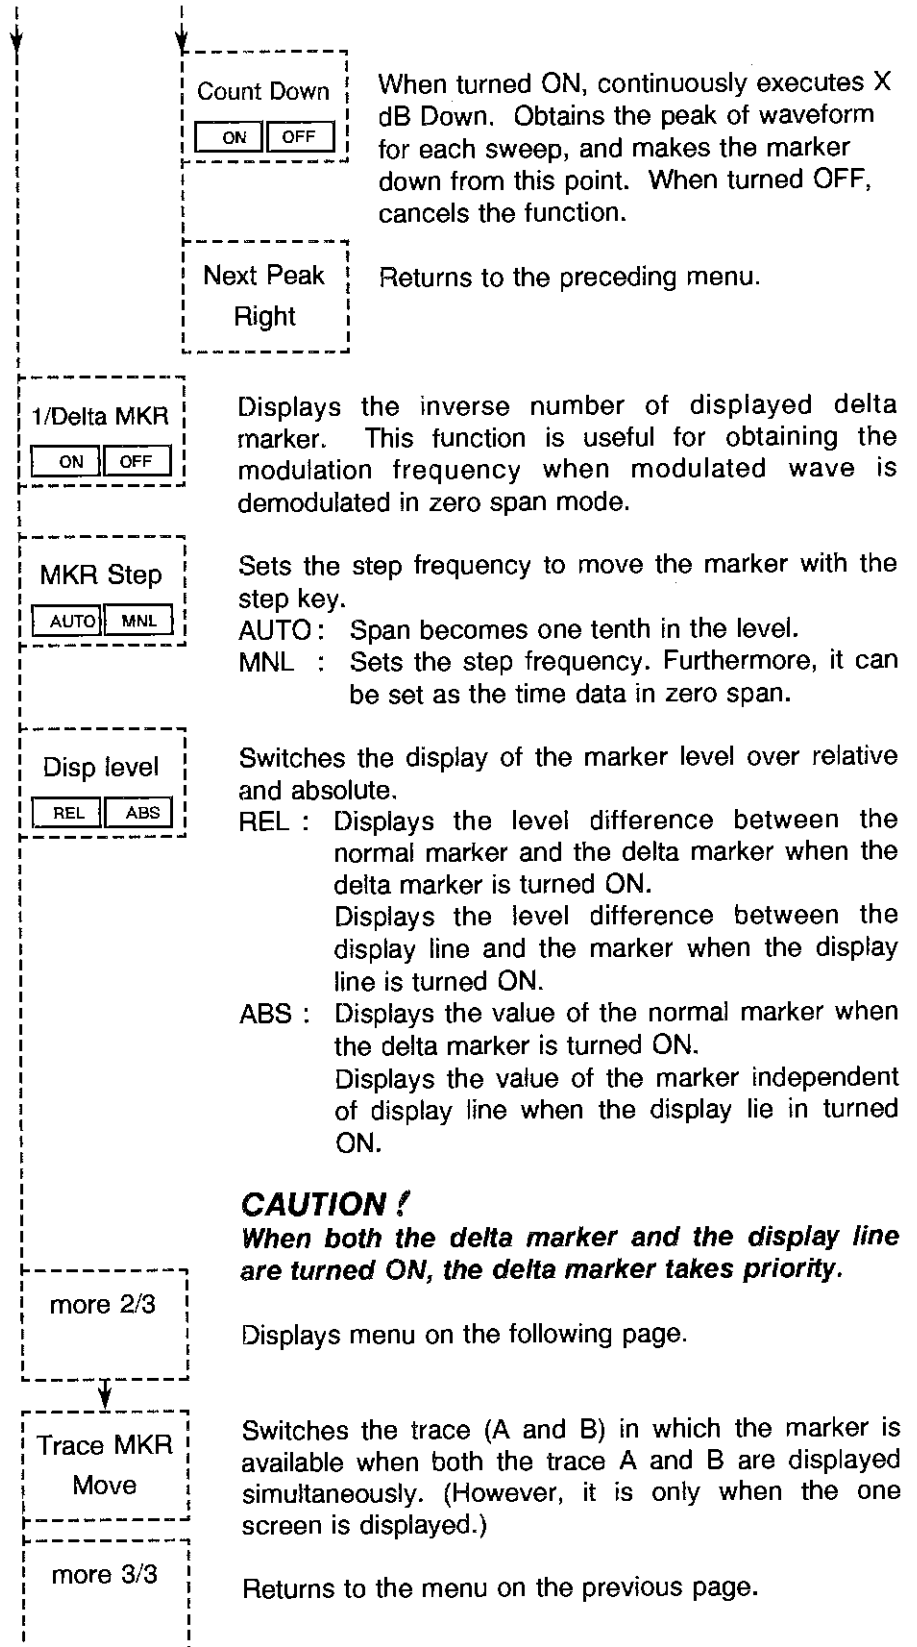 Count Down
ON OFF
When turned ON, continuously executes X
dB Down. Obtains the peak of waveform
for each sweep, and makes the marker
down from this point. When turned OFF,
cancels the function.
Next Peak
Right
Returns to the preceding menu.
1/Delta MKR
ON OFF
Displays the inverse number of displayed delta
marker. This function is useful for obtaining the
modulation frequency when modulated wave is
demodulated in zero span mode.
MKR Step
AUTO MNL
Sets the step frequency to move the marker with the
step key.
AUTO : Span becomes one tenth in the level.
MNL : Sets the step frequency. Furthermore, it can
be set as the time data in zero span.
Disp level
REL ABS
Switches the display of the marker level over relative
and absolute.
REL : Displays the level difference between the
normal marker and the delta marker when the
delta marker is turned ON.
Displays the level difference between the
display line and the marker when the display
line is turned ON.
ABS : Displays the value of the normal marker when
the delta marker is turned ON.
Displays the value of the marker independent
of display line when the display lie in turned
ON.
CAUTION !
When both the delta marker and the display line
are turned ON, the delta marker takes priority.
more 2/3
Displays menu on the following page.
Trace MKR
Move
Switches the trace (A and B) in which the marker is
available when both the trace A and B are displayed
simultaneously. (However, it is only when the one
screen is displayed.)
more 3/3
Returns to the menu on the previous page.